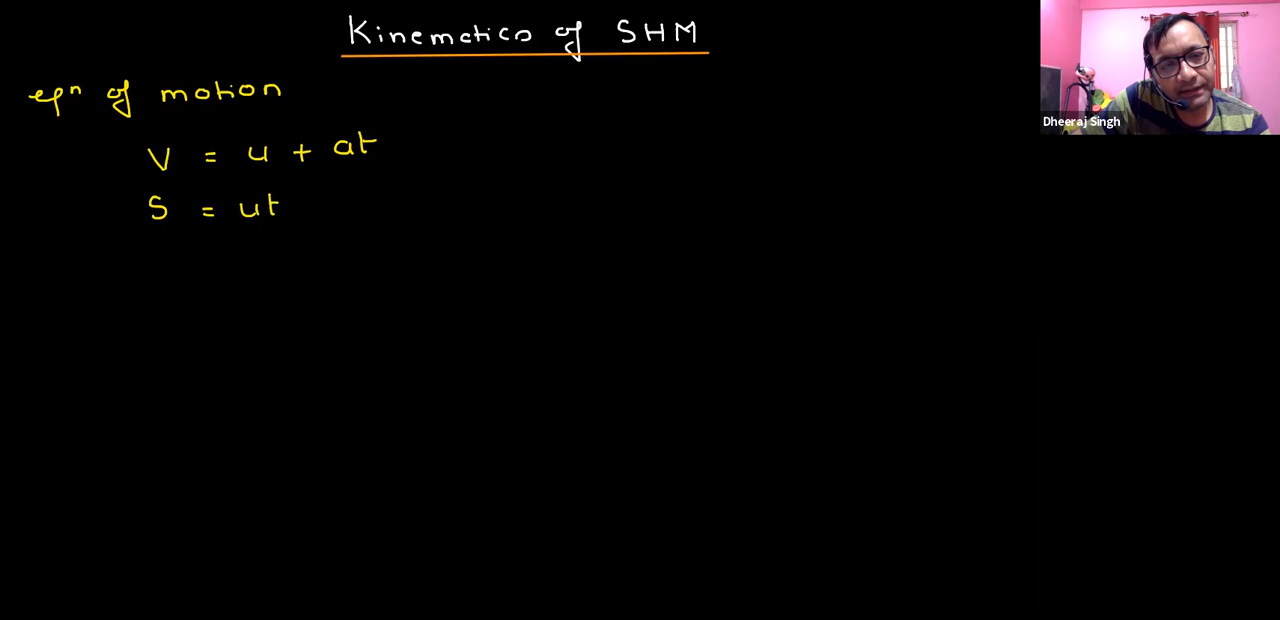 Kinematics of SHM
eqⁿ of motion
V = u + at
S = ut
Dheeraj Singh